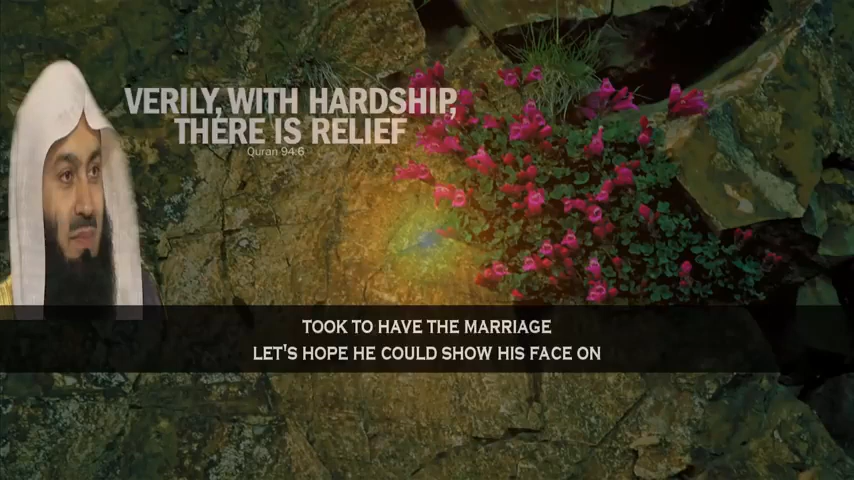 VERILY, WITH HARDSHIP,
THERE IS RELIEF
Quran 94:6
TOOK TO HAVE THE MARRIAGE
LET'S HOPE HE COULD SHOW HIS FACE ON